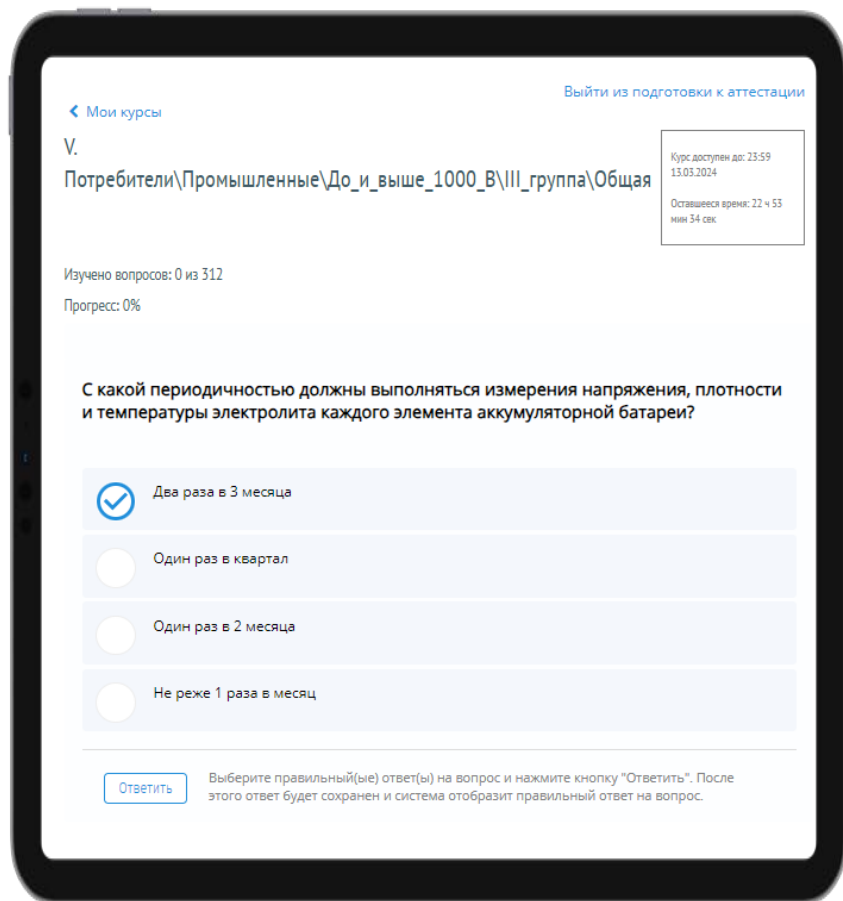 Выйти из подготовки к аттестации
Мои курсы
V.
Потребители\Промышленные\До_и_выше_1000_В\III_группа\Общая
Курс доступен до: 23:59
13.03.2024
Оставшееся время: 22 ч 53
мин 34 сек
Изучено вопросов: 0 из 312
Прогресс: 0%
С какой периодичностью должны выполняться измерения напряжения, плотности
и температуры электролита каждого элемента аккумуляторной батареи?
Два раза в 3 месяца
Один раз в квартал
Один раз в 2 месяца
Не реже 1 раза в месяц
Ответить
Выберите правильный(ые) ответ(ы) на вопрос и нажмите кнопку "Ответить". После
этого ответ будет сохранен и система отобразит правильный ответ на вопрос.